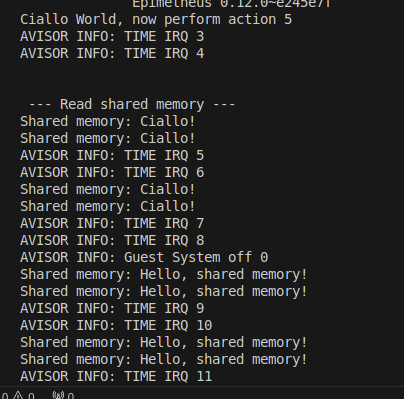 Epimetheus 0.12.0~e245e7f
Ciallo World, now perform action 5
AVISOR INFO: TIME IRQ 3
AVISOR INFO: TIME IRQ 4
--- Read shared memory ---
Shared memory: Ciallo!
Shared memory: Ciallo!
AVISOR INFO: TIME IRQ 5
AVISOR INFO: TIME IRQ 6
Shared memory: Ciallo!
Shared memory: Ciallo!
AVISOR INFO: TIME IRQ 7
AVISOR INFO: TIME IRQ 8
AVISOR INFO: Guest System off 0
Shared memory: Hello, shared memory!
Shared memory: Hello, shared memory!
AVISOR INFO: TIME IRQ 9
AVISOR INFO: TIME IRQ 10
Shared memory: Hello, shared memory!
Shared memory: Hello, shared memory!
AVISOR INFO: TIME IRQ 11
0 0 0